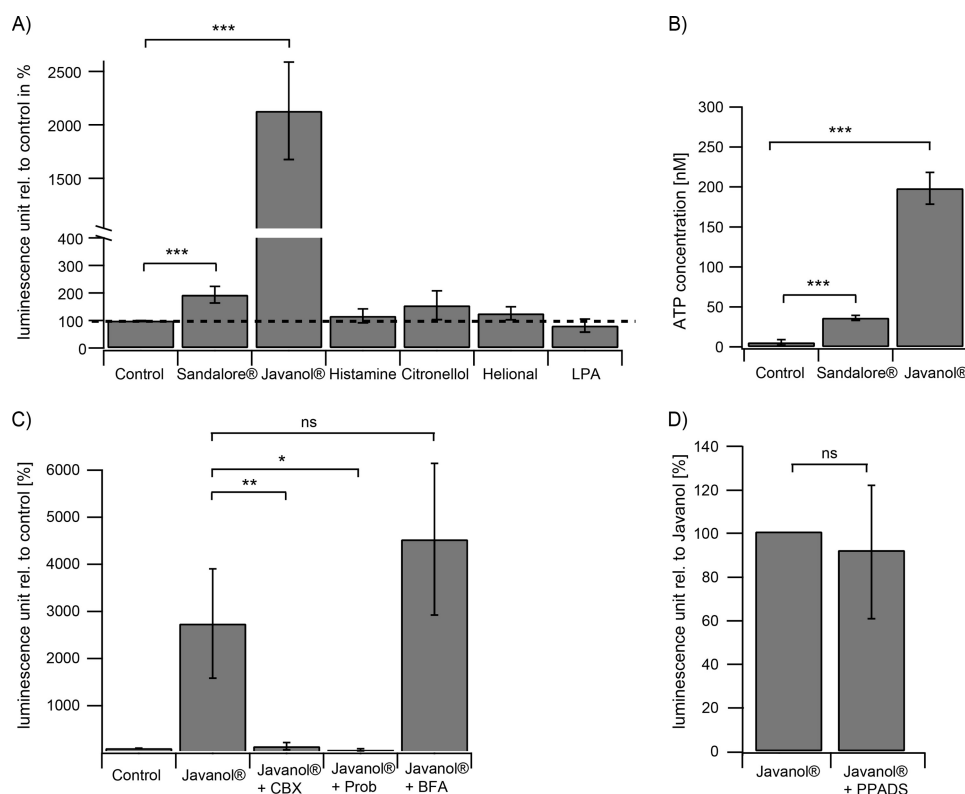 A)
luminescence unit rel. to control in %
2500
2000
1500
400
300
200
100
0
***
***
Control Sandalore® Javanol® Histamine Citronellol Helional LPA
B)
ATP concentration [nM]
300
250
200
150
100
50
0
***
***
Control Sandalore® Javanol®
C)
luminescence unit rel. to control [%]
6000
5000
4000
3000
2000
1000
ns
*
**
Control Javanol® Javanol® Javanol® Javanol®
+ CBX + Prob + BFA
D)
luminescence unit rel. to Javanol [%]
140
120
100
80
60
40
20
0
ns
Javanol® Javanol®
+ PPADS